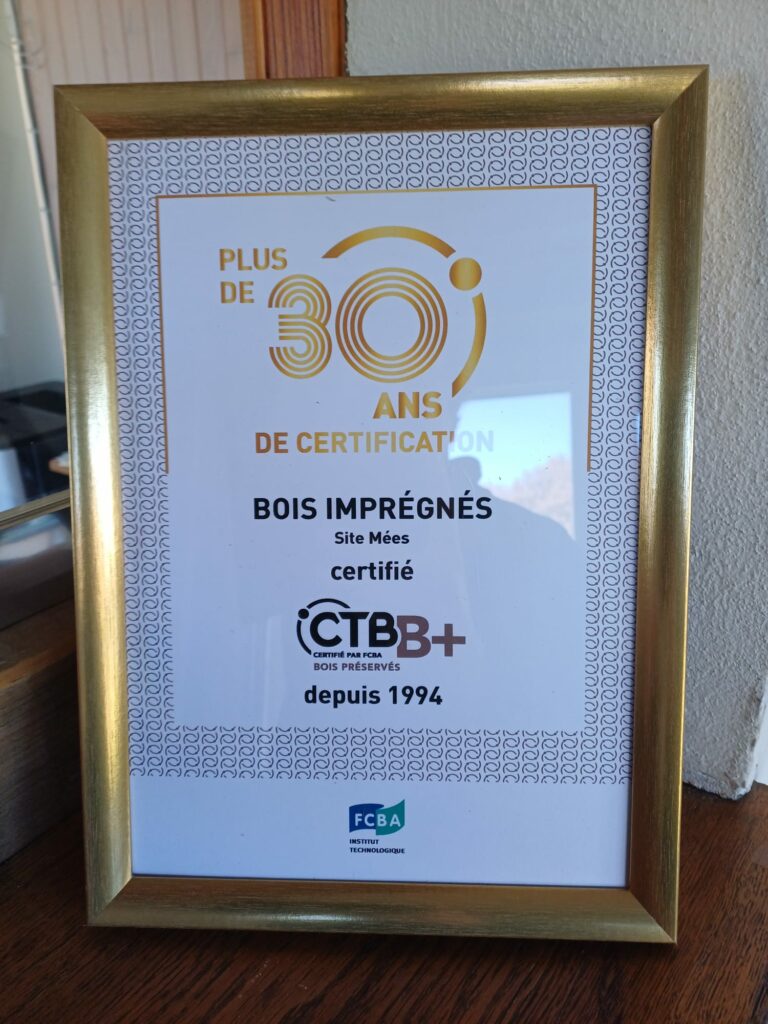 PLUS
DE 30
ANS
DE CERTIFICATION
BOIS IMPRÉGNÉS
Site Mées
certifié
CTBB+
CERTIFIÉ PAR FCBA
BOIS PRÉSERVÉS
depuis 1994
FCBA
INSTITUT
TECHNOLOGIQUE